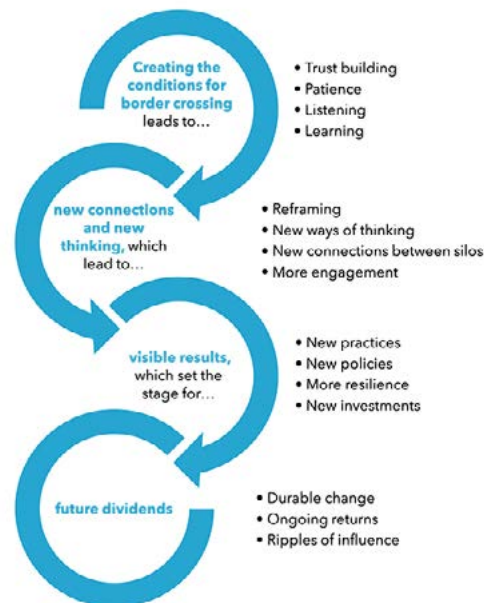 Creating the
conditions for
border crossing
leads to...
• Trust building
• Patience
• Listening
• Learning
new connections
and new
thinking, which
lead to...
• Reframing
• New ways of thinking
• New connections between silos
• More engagement
visible results,
which set the
stage for...
• New practices
• New policies
• More resilience
• New investments
future dividends
• Durable change
• Ongoing returns
• Ripples of influence